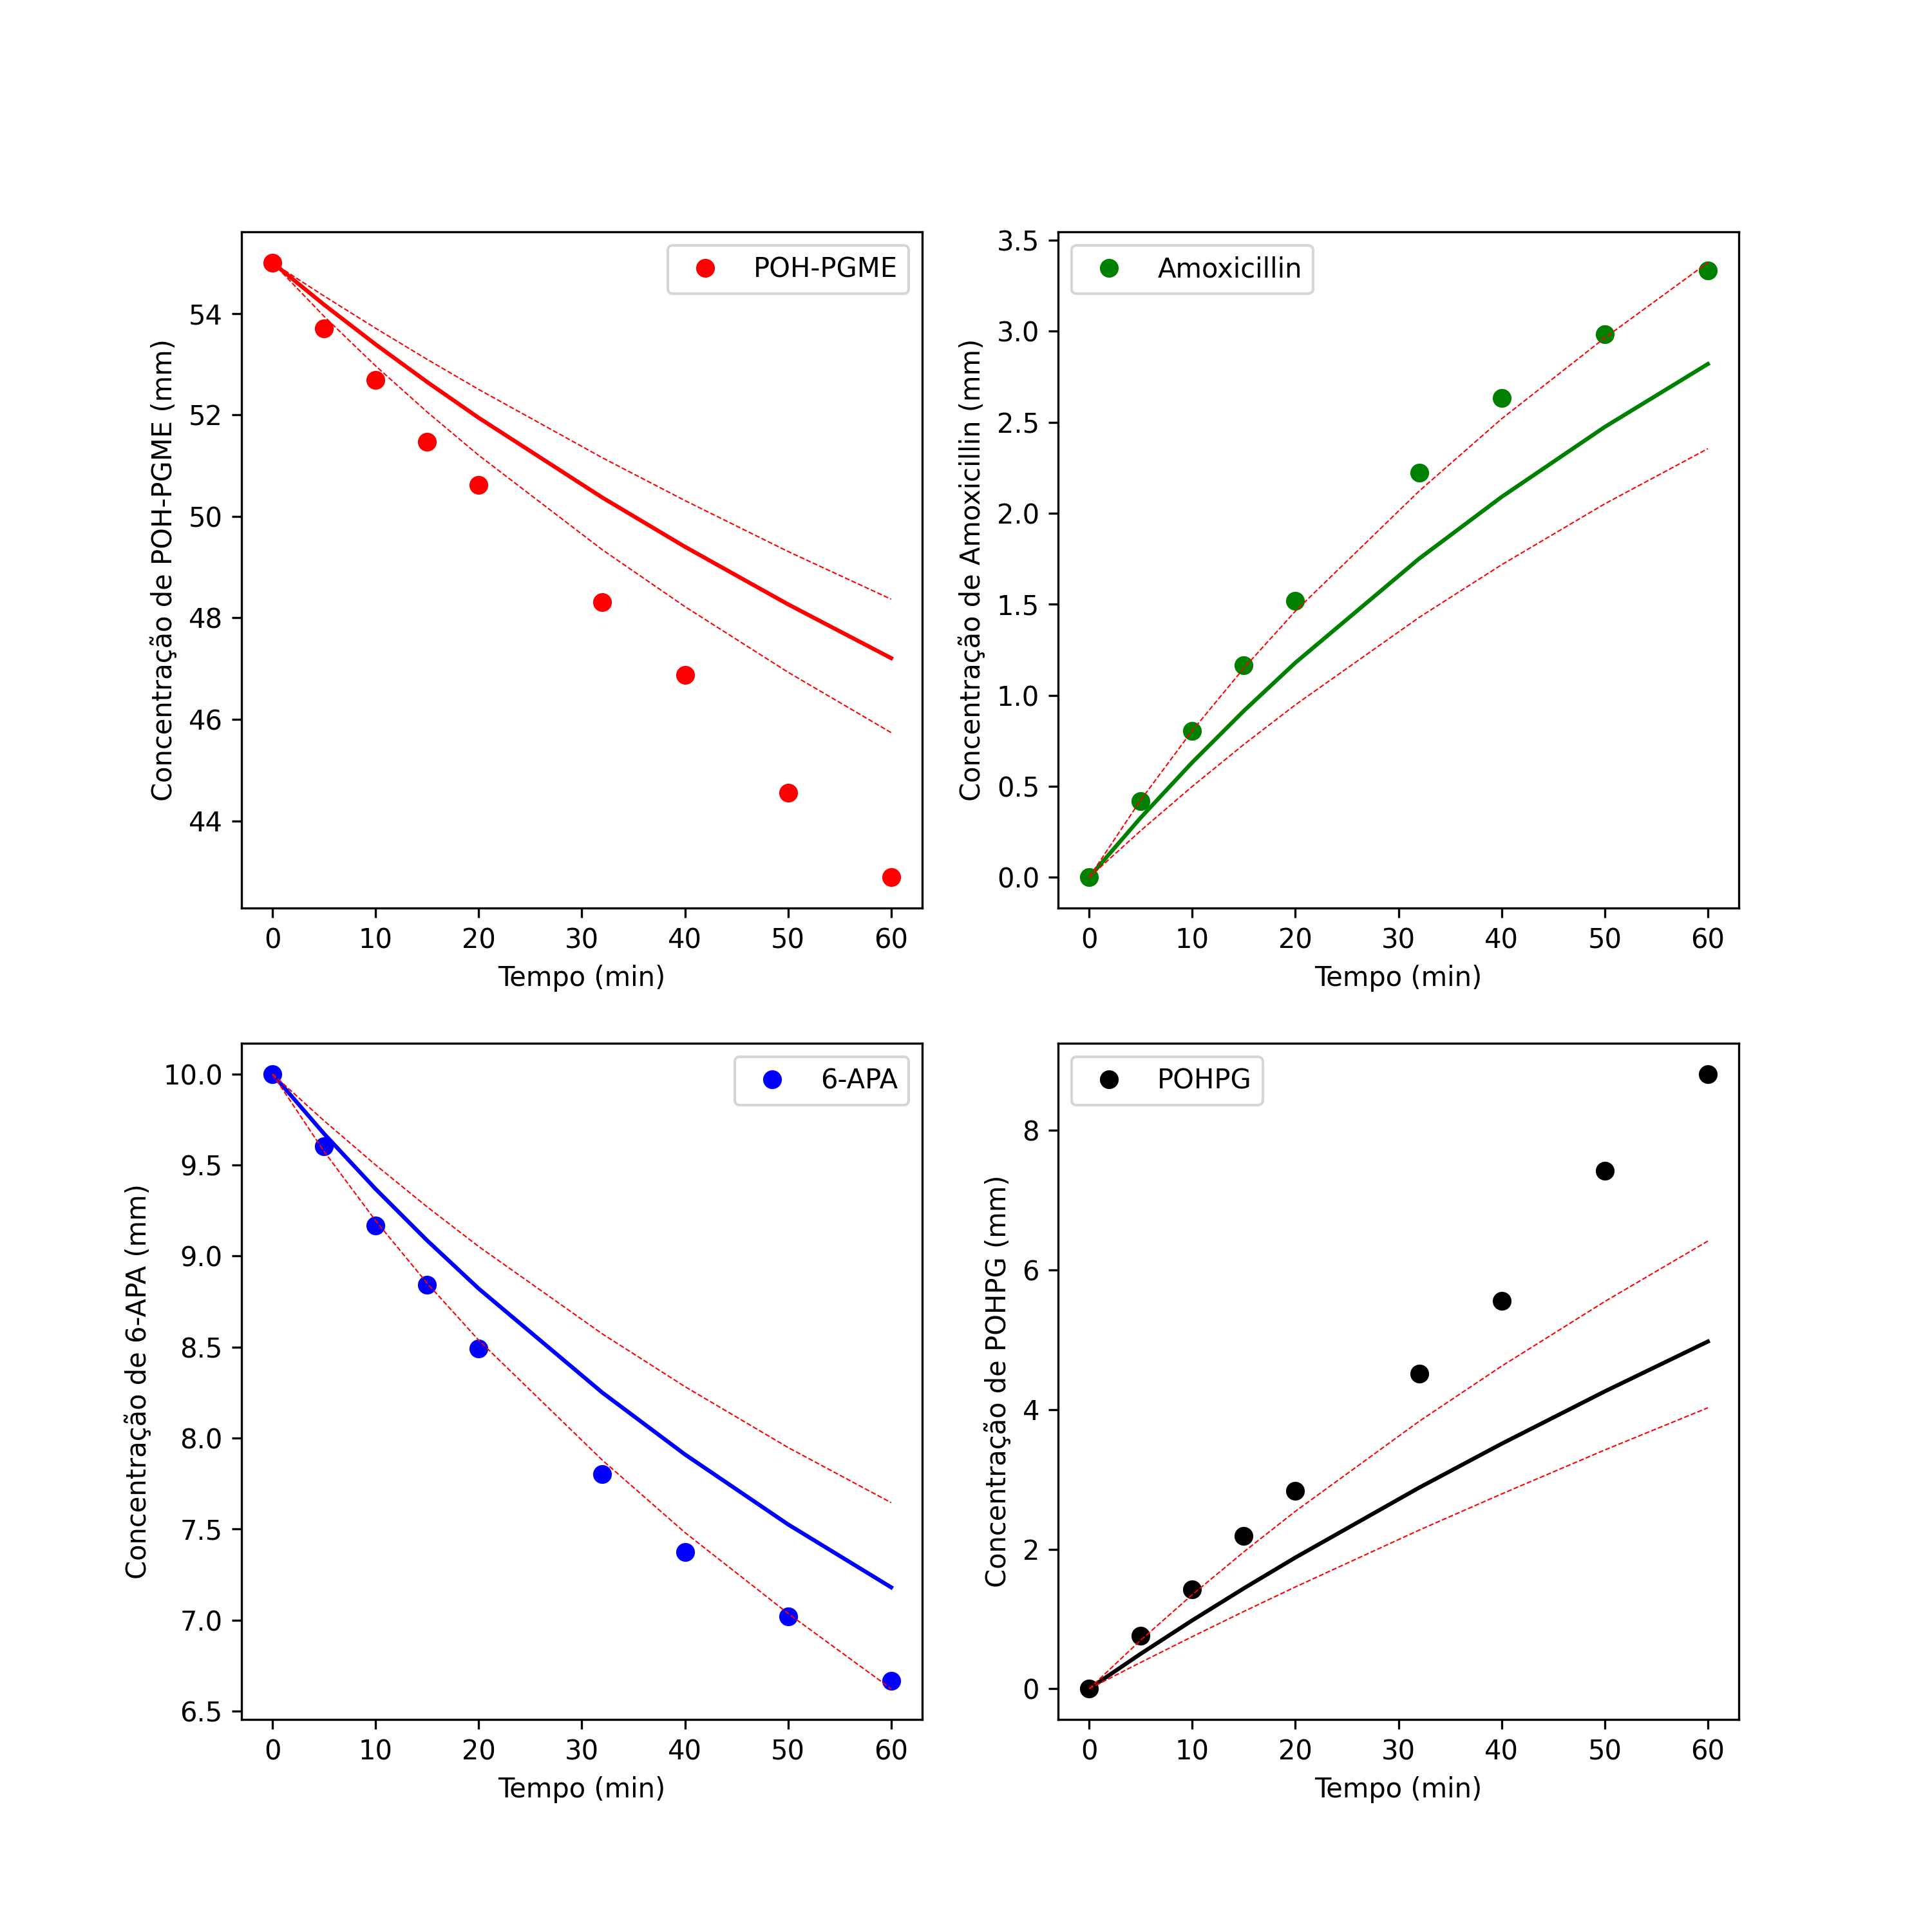 POH-PGME
Concentração de POH-PGME (mm)
54
52
50
48
46
44
0 10 20 30 40 50 60
Tempo (min)
Amoxicillin
Concentração de Amoxicillin (mm)
3.5
3.0
2.5
2.0
1.5
1.0
0.5
0.0
0 10 20 30 40 50 60
Tempo (min)
6-APA
Concentração de 6-APA (mm)
10.0
9.5
9.0
8.5
8.0
7.5
7.0
6.5
0 10 20 30 40 50 60
Tempo (min)
POHPG
Concentração de POHPG (mm)
8
6
4
2
0
0 10 20 30 40 50 60
Tempo (min)